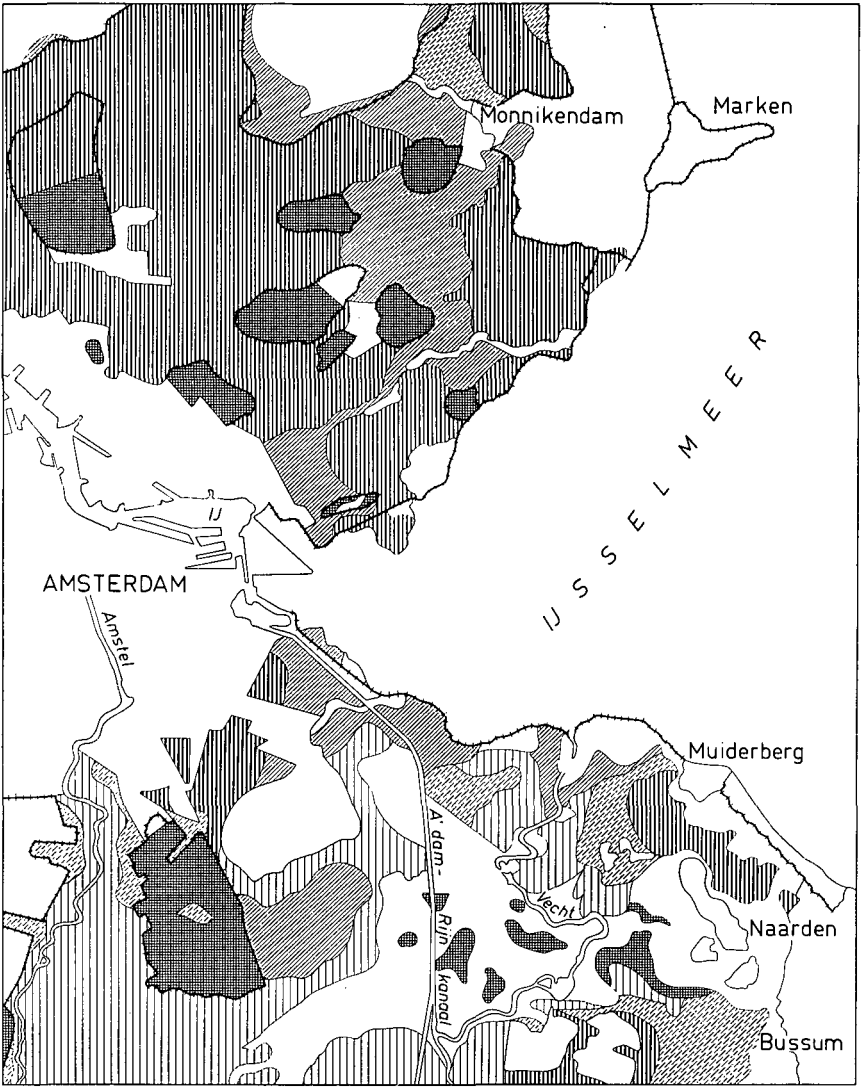 Monnikendam
Marken
IJSSELMEER
IJ
AMSTERDAM
Amstel
Muiderberg
A'dam-
Rijn
kanaal
Vecht
Naarden
Bussum